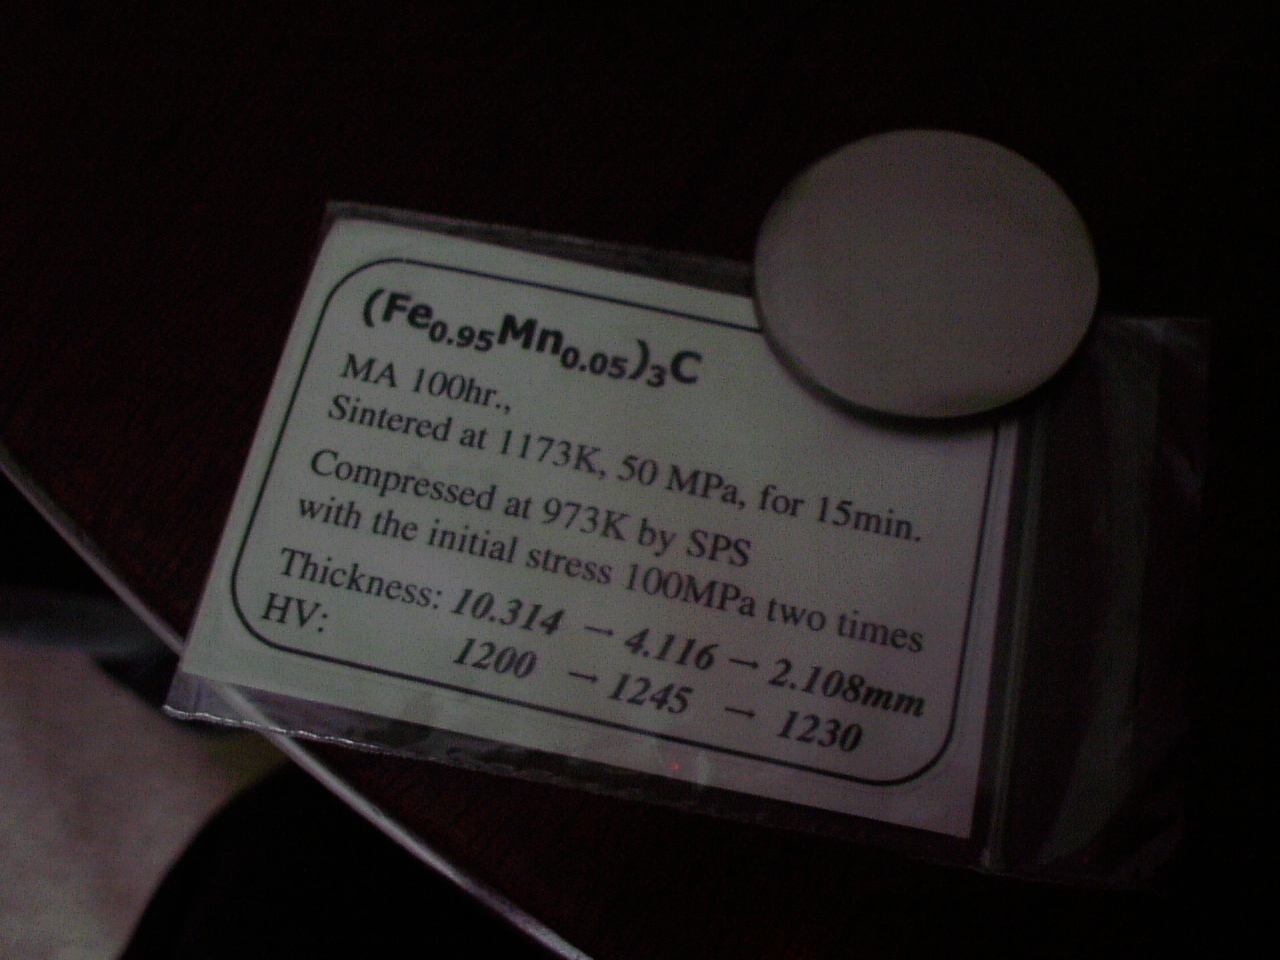 (Fe0.95Mn0.05)3C
MA 100hr.,
Sintered at 1173K, 50 MPa, for 15min.
Compressed at 973K by SPS
with the initial stress 100MPa two times
Thickness: 10.314 → 4.116 → 2.108mm
HV: 1200 → 1245 → 1230